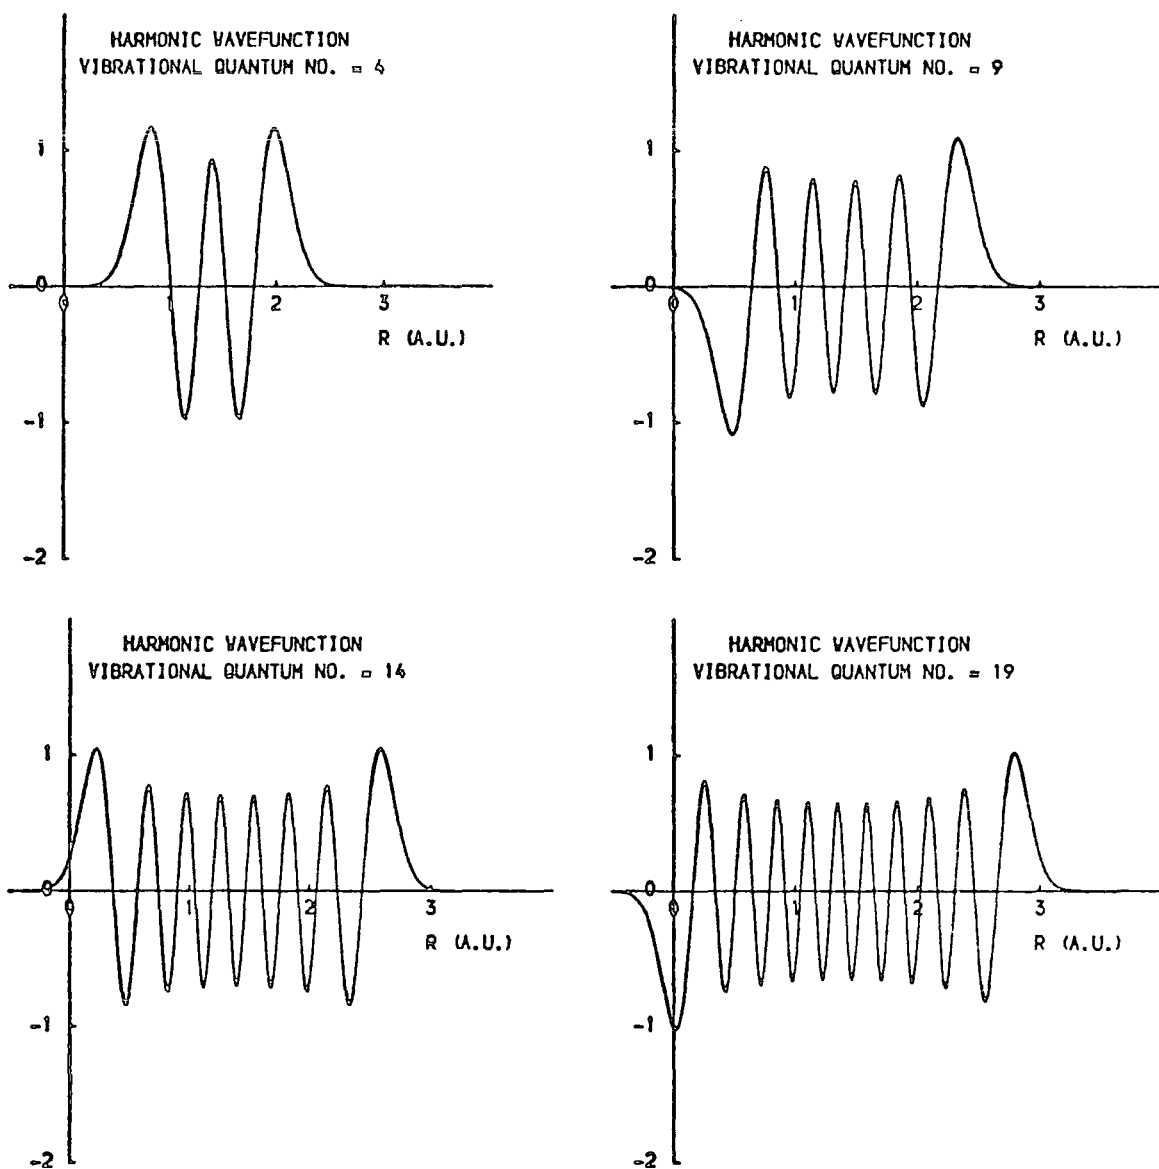 HARMONIC WAVEFUNCTION
VIBRATIONAL QUANTUM NO. = 4
1
0
0 1 2 3
R (A.U.)
-1
-2
HARMONIC WAVEFUNCTION
VIBRATIONAL QUANTUM NO. = 9
1
0
0 1 2 3
R (A.U.)
-1
-2
HARMONIC WAVEFUNCTION
VIBRATIONAL QUANTUM NO. = 14
1
0
0 1 2 3
R (A.U.)
-1
-2
HARMONIC WAVEFUNCTION
VIBRATIONAL QUANTUM NO. = 19
1
0
0 1 2 3
R (A.U.)
-1
-2